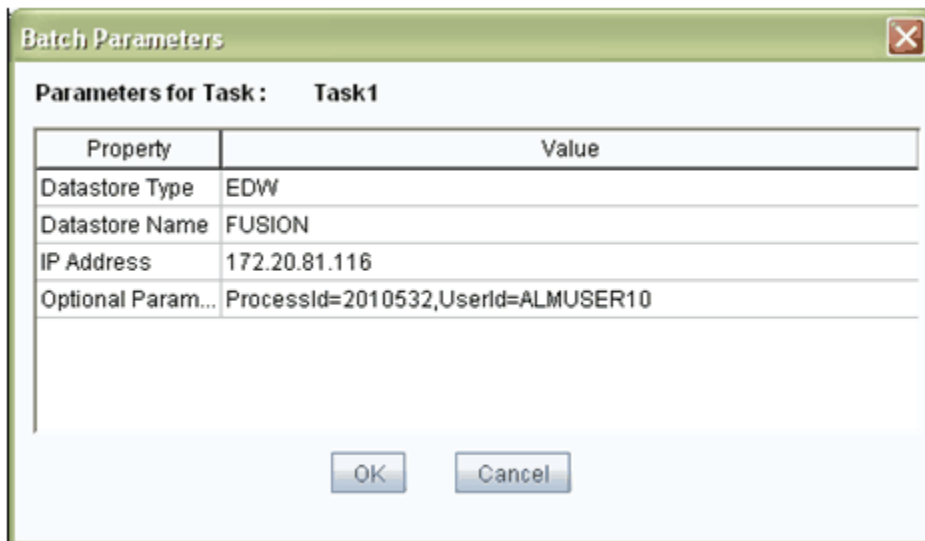 Batch Parameters
Parameters for Task : Task1
Property Value
Datastore Type EDW
Datastore Name FUSION
IP Address 172.20.81.116
Optional Param... ProcessId=2010532,UserId=ALMUSER10
OK Cancel